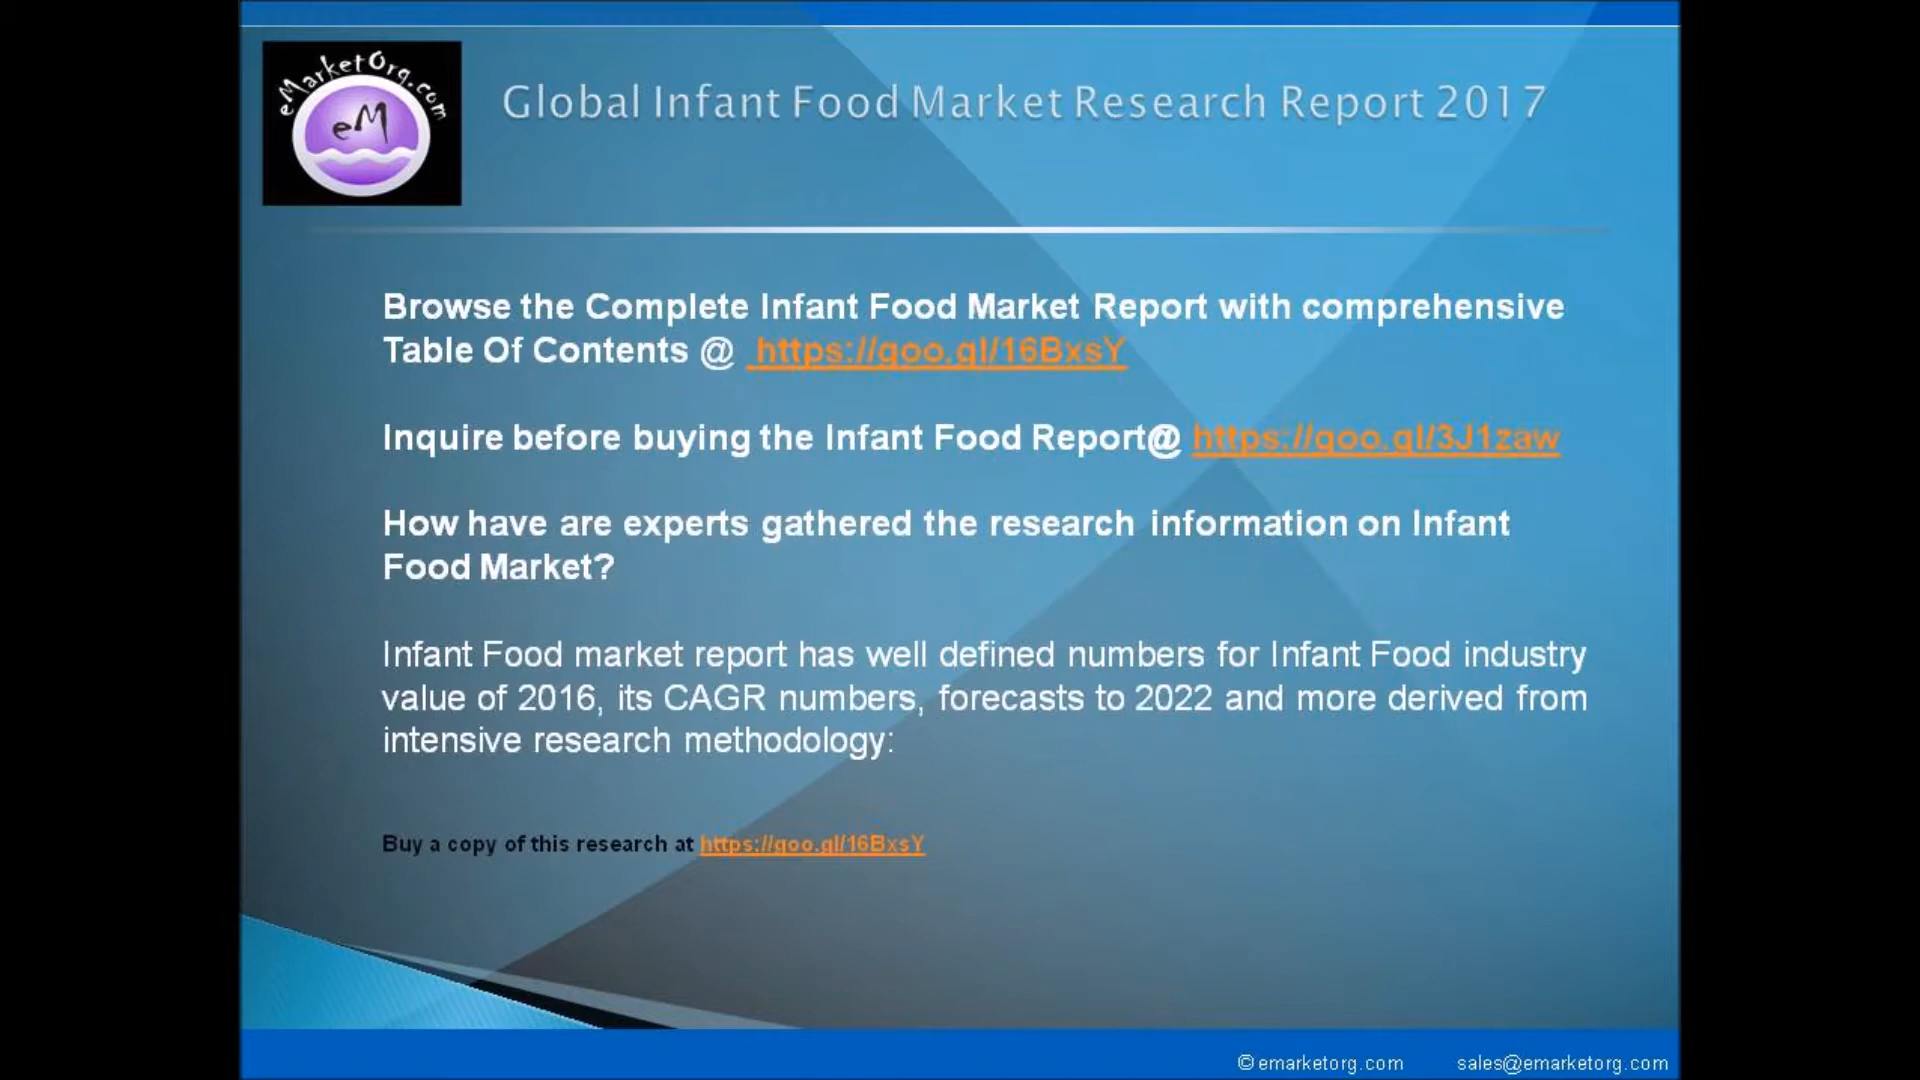 eMarketOrg.com
eM
Global Infant Food Market Research Report 2017
Browse the Complete Infant Food Market Report with comprehensive
Table Of Contents @ https://goo.gl/16BxsY
Inquire before buying the Infant Food Report@ https://goo.gl/3J1zaw
How have are experts gathered the research information on Infant
Food Market?
Infant Food market report has well defined numbers for Infant Food industry
value of 2016, its CAGR numbers, forecasts to 2022 and more derived from
intensive research methodology:
Buy a copy of this research at https://goo.gl/16BxsY
© emarketorg.com sales@emarketorg.com